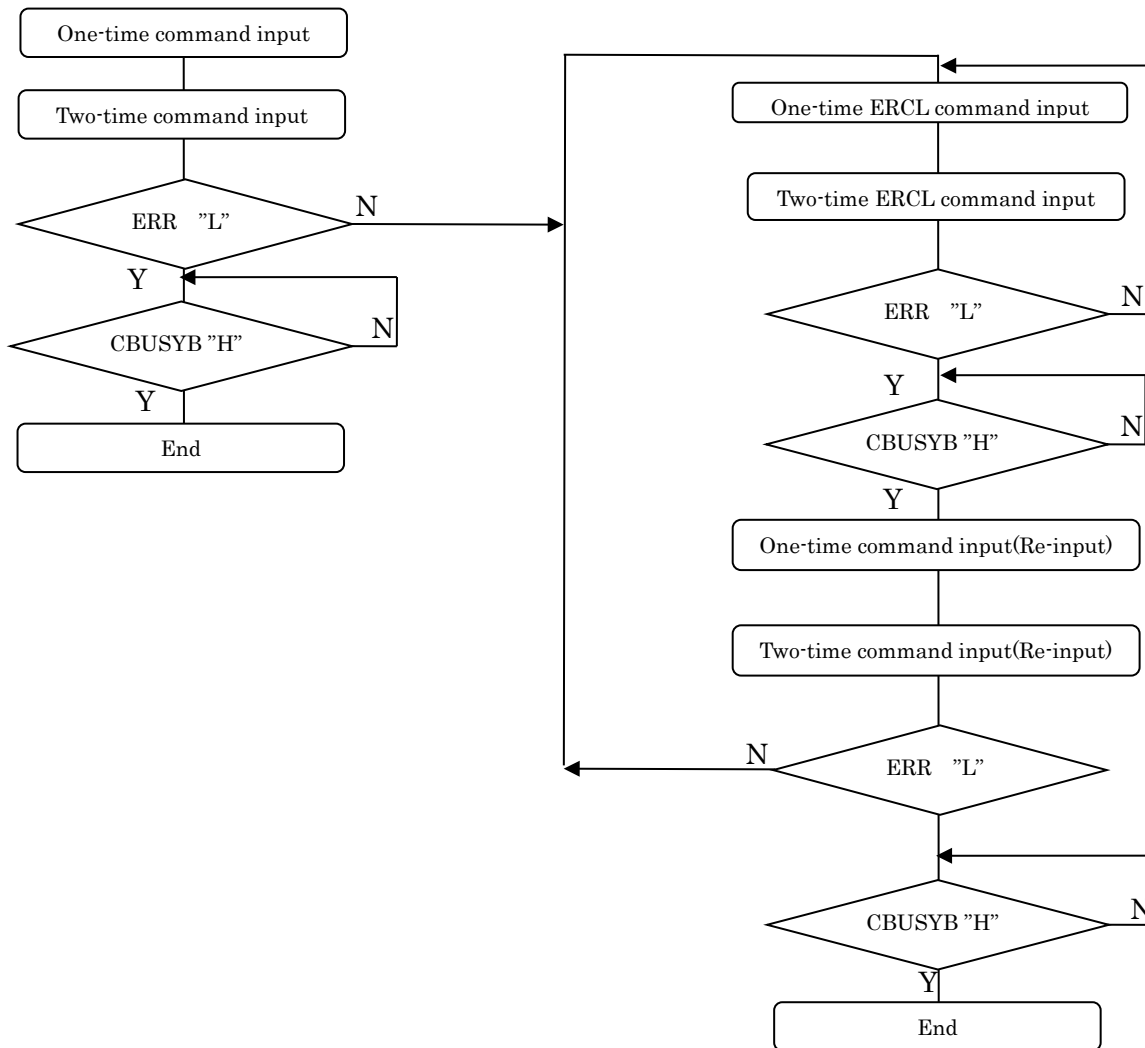 One-time command input
Two-time command input
ERR ”L”
N
Y
CBUSYB ”H”
N
Y
End
One-time ERCL command input
Two-time ERCL command input
ERR ”L”
N
Y
CBUSYB ”H”
N
Y
One-time command input(Re-input)
Two-time command input(Re-input)
N
ERR ”L”
CBUSYB ”H”
N
Y
End